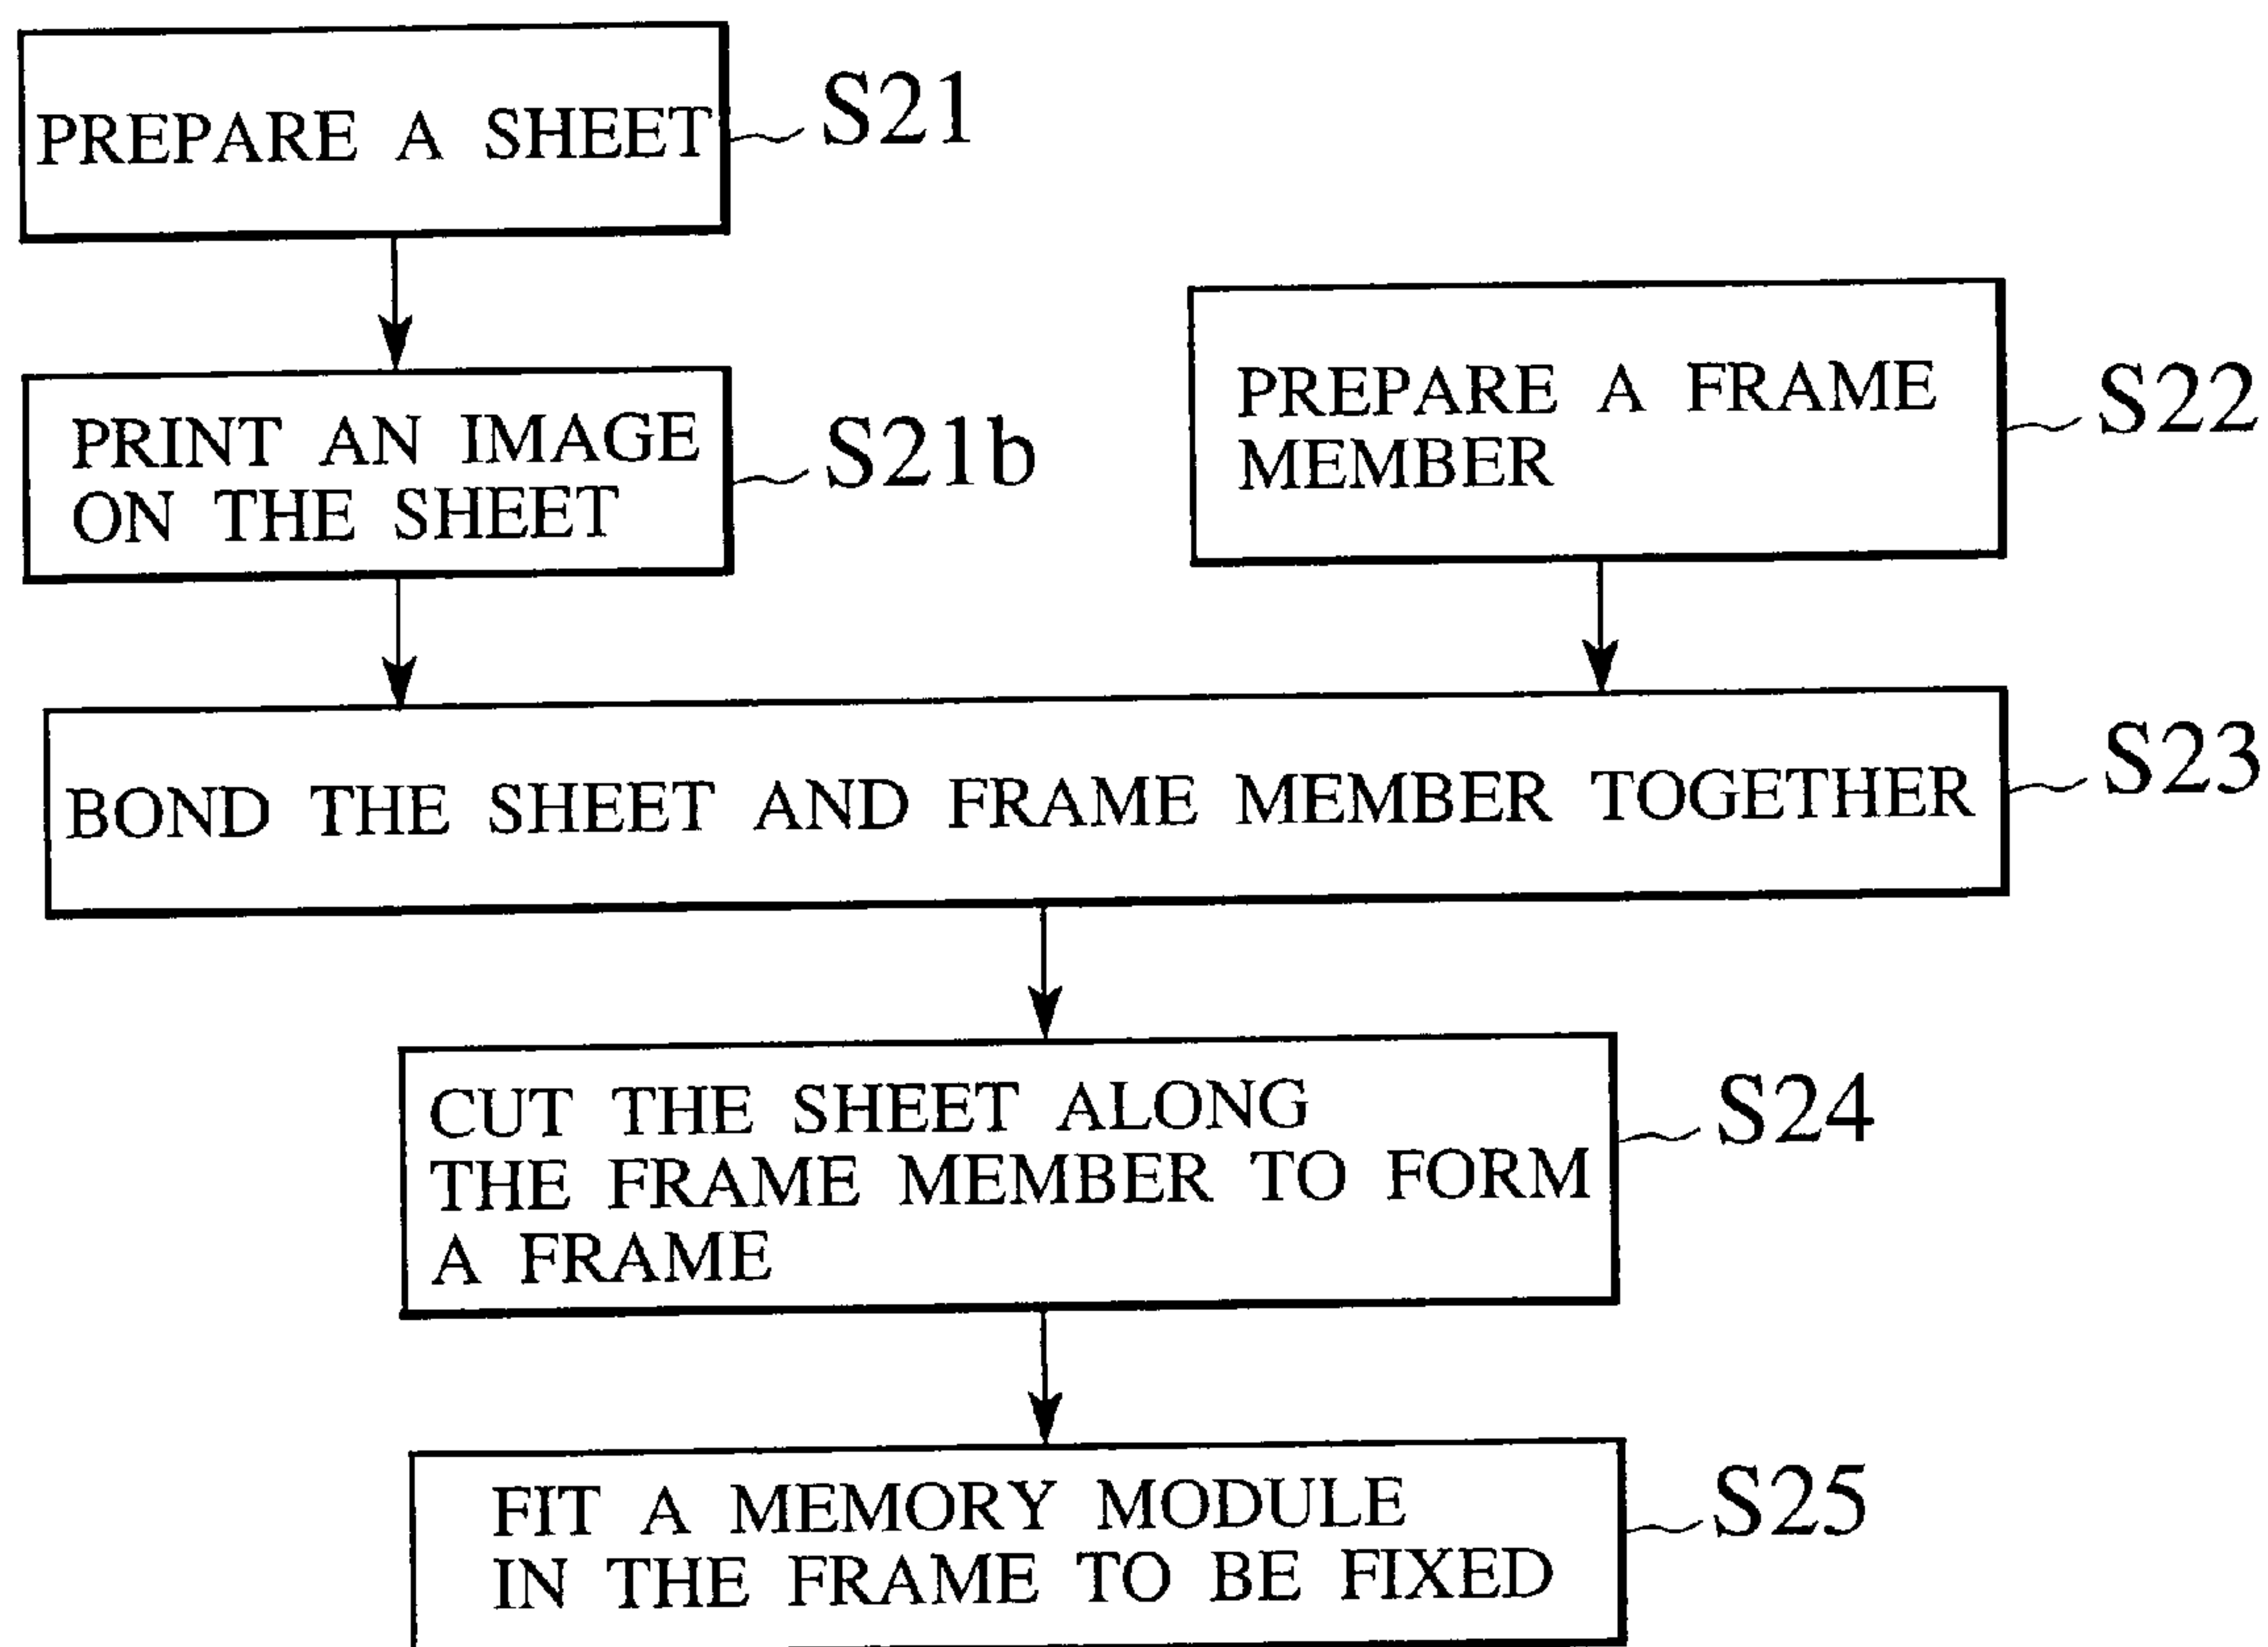 PREPARE A SHEET
S21
PRINT AN IMAGE
ON THE SHEET
S21b
PREPARE A FRAME
MEMBER
S22
BOND THE SHEET AND FRAME MEMBER TOGETHER
S23
CUT THE SHEET ALONG
THE FRAME MEMBER TO FORM
A FRAME
S24
FIT A MEMORY MODULE
IN THE FRAME TO BE FIXED
S25